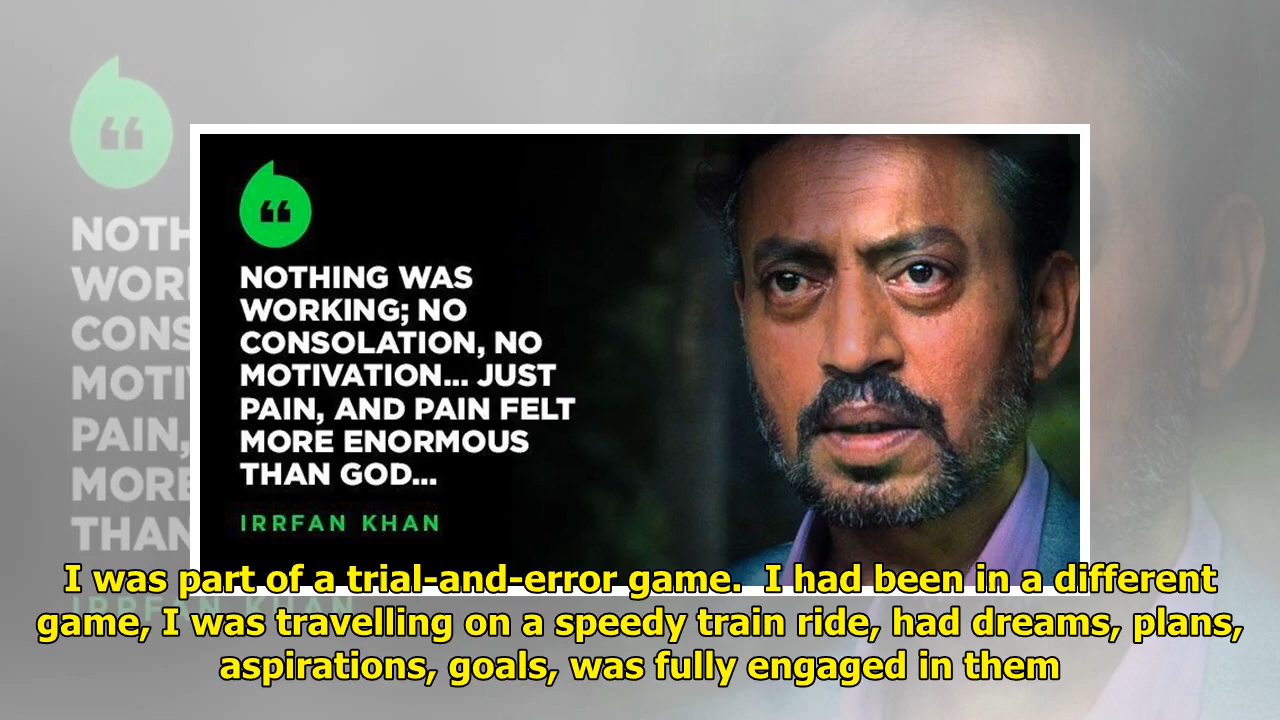 NOTHING WAS
WORKING; NO
CONSOLATION, NO
MOTIVATION... JUST
PAIN, AND PAIN FELT
MORE ENORMOUS
THAN GOD...
IRRFAN KHAN
I was part of a trial-and-error game.  I had been in a different
game, I was travelling on a speedy train ride, had dreams, plans,
aspirations, goals, was fully engaged in them